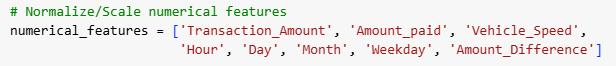 # Normalize/Scale numerical features
numerical_features = ['Transaction_Amount', 'Amount_paid', 'Vehicle_Speed',
'Hour', 'Day', 'Month', 'Weekday', 'Amount_Difference']